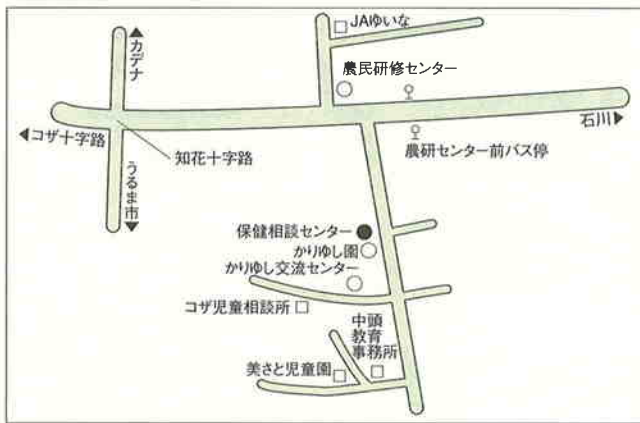 JAゆいな
▲カデナ
農民研修センター
石川▶
◀コザ十字路
知花十字路
農研センター前バス停
うるま市▼
保健相談センター
かりゆし園
かりゆし交流センター
コザ児童相談所
中頭
教育
事務所
美さと児童園